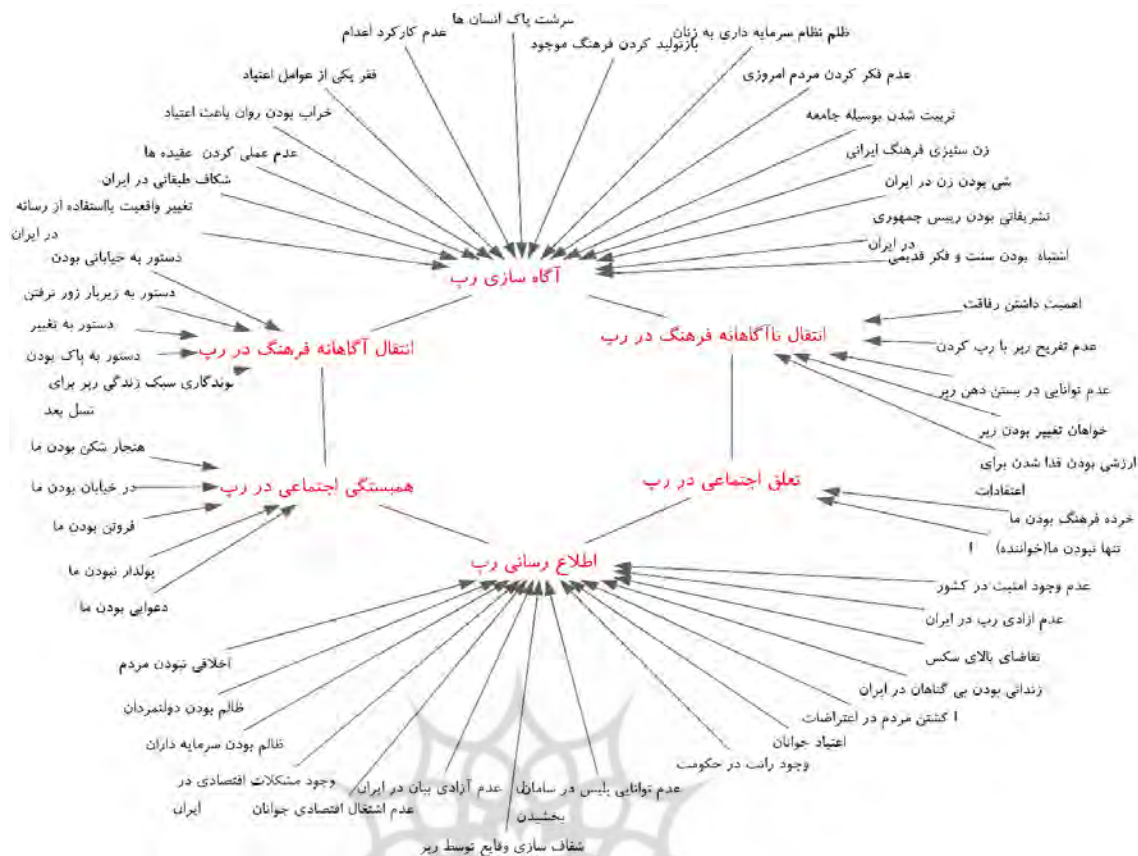 سرشت پاک انسان ها
عدم کارکرد اعدام
ظلم نظام سرمایه داری به زنان
بازتولید کردن فرهنگ موجود
فقر یکی از عوامل اعتیاد
عدم فکر کردن مردم امروزی
خراب بودن روان باعث اعتیاد
تربیت شدن بوسیله جامعه
عدم عملی کردن عقیده ها
زن ستیزی فرهنگ ایرانی
شکاف طبقاتی در ایران
شی بودن زن در ایران
تغییر واقعیت بااستفاده از رسانه
در ایران
تشریفاتی بودن رییس جمهوری
در ایران
اشتباه بودن سنت و فکر قدیمی
آگاه سازی رپ
دستور به خیابانی بودن
دستور به زیربار زور نرفتن
دستور به تغییر
دستور به پاک بودن
سبک زندگی رپر برای
نسل بعد
انتقال آگاهانه فرهنگ در رپ
اهمیت داشتن رفاقت
انتقال ناآگاهانه فرهنگ در رپ
عدم تفریح رپر با رپ کردن
عدم توانایی در بستن دهن رپر
خواهان تغییر بودن رپر
ارزشی بودن فدا شدن برای
اعتقادات
هنجار شکن بودن ما
در خیابان بودن ما
فروتن بودن ما
پولدار نبودن ما
دعوایی بودن ما
همبستگی اجتماعی در رپ
تعلق اجتماعی در رپ
خرده فرهنگ بودن ما
تنها نبودن ما(خواننده) ا
اطلاع رسانی رپ
عدم وجود امنیت در کشور
عدم ازادی رپ در ایران
تقاضای بالای سکس
زندانی بودن بی گناهان در ایران
ا کشتن مردم در اعتراضات
اعتیاد جوانان
وجود رانت در حکومت
عدم توانایی پلیس در سامان
بخشیدن
شفاف سازی وقایع توسط رپر
عدم آزادی بیان در ایران
عدم اشتغال اقتصادی جوانان
وجود مشکلات اقتصادی در
ایران
ظالم بودن سرمایه داران
ظالم بودن دولتمردان
اخلاقی نبودن مردم